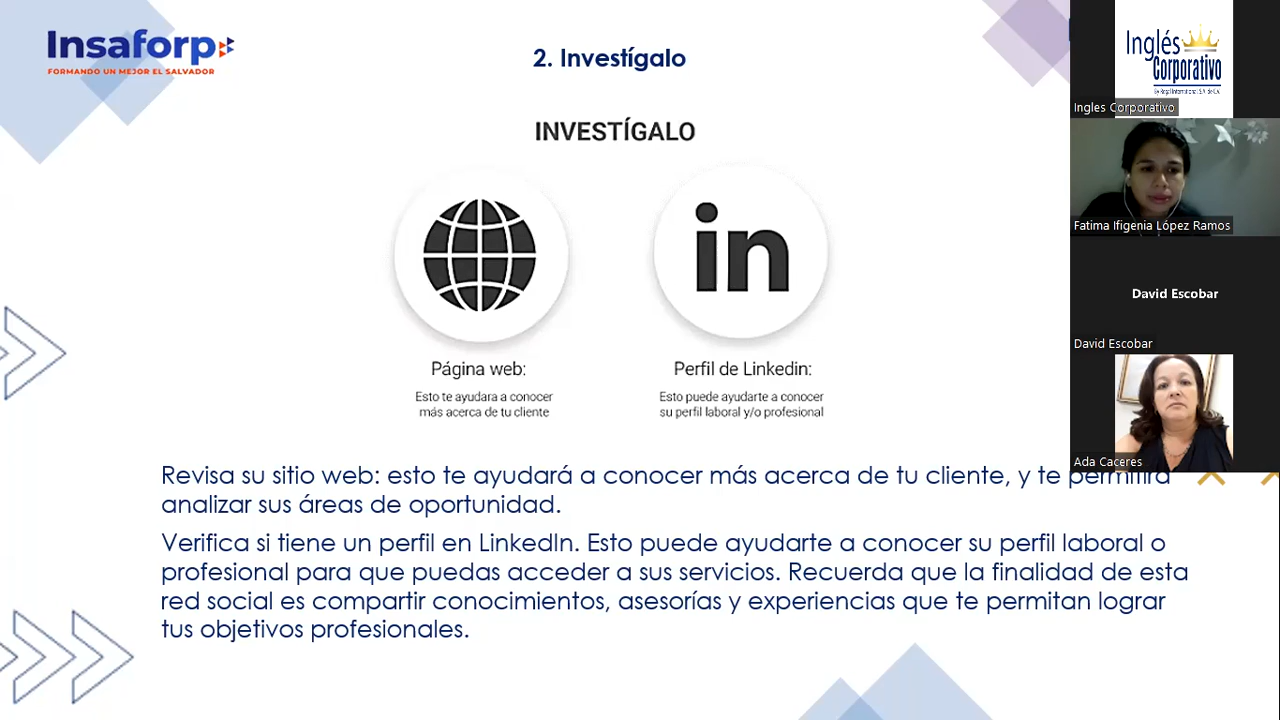 Insaforp
FORMANDO UN MEJOR EL SALVADOR
2. Investígalo
INVESTÍGALO
in
Página web:
Esto te ayudara a conocer
más acerca de tu cliente
Perfil de Linkedin:
Esto puede ayudarte a conocer
su perfil laboral y/o profesional
Revisa su sitio web: esto te ayudará a conocer más acerca de tu cliente, y te permitirá
analizar sus áreas de oportunidad.
Verifica si tiene un perfil en LinkedIn. Esto puede ayudarte a conocer su perfil laboral o
profesional para que puedas acceder a sus servicios. Recuerda que la finalidad de esta
red social es compartir conocimientos, asesorías y experiencias que te permitan lograr
tus objetivos profesionales.
Inglés
Corporativo
By Regal International, S.A. de C.V.
Ingles Corporativo
Fatima Ifigenia López Ramos
David Escobar
David Escobar
Ada Caceres